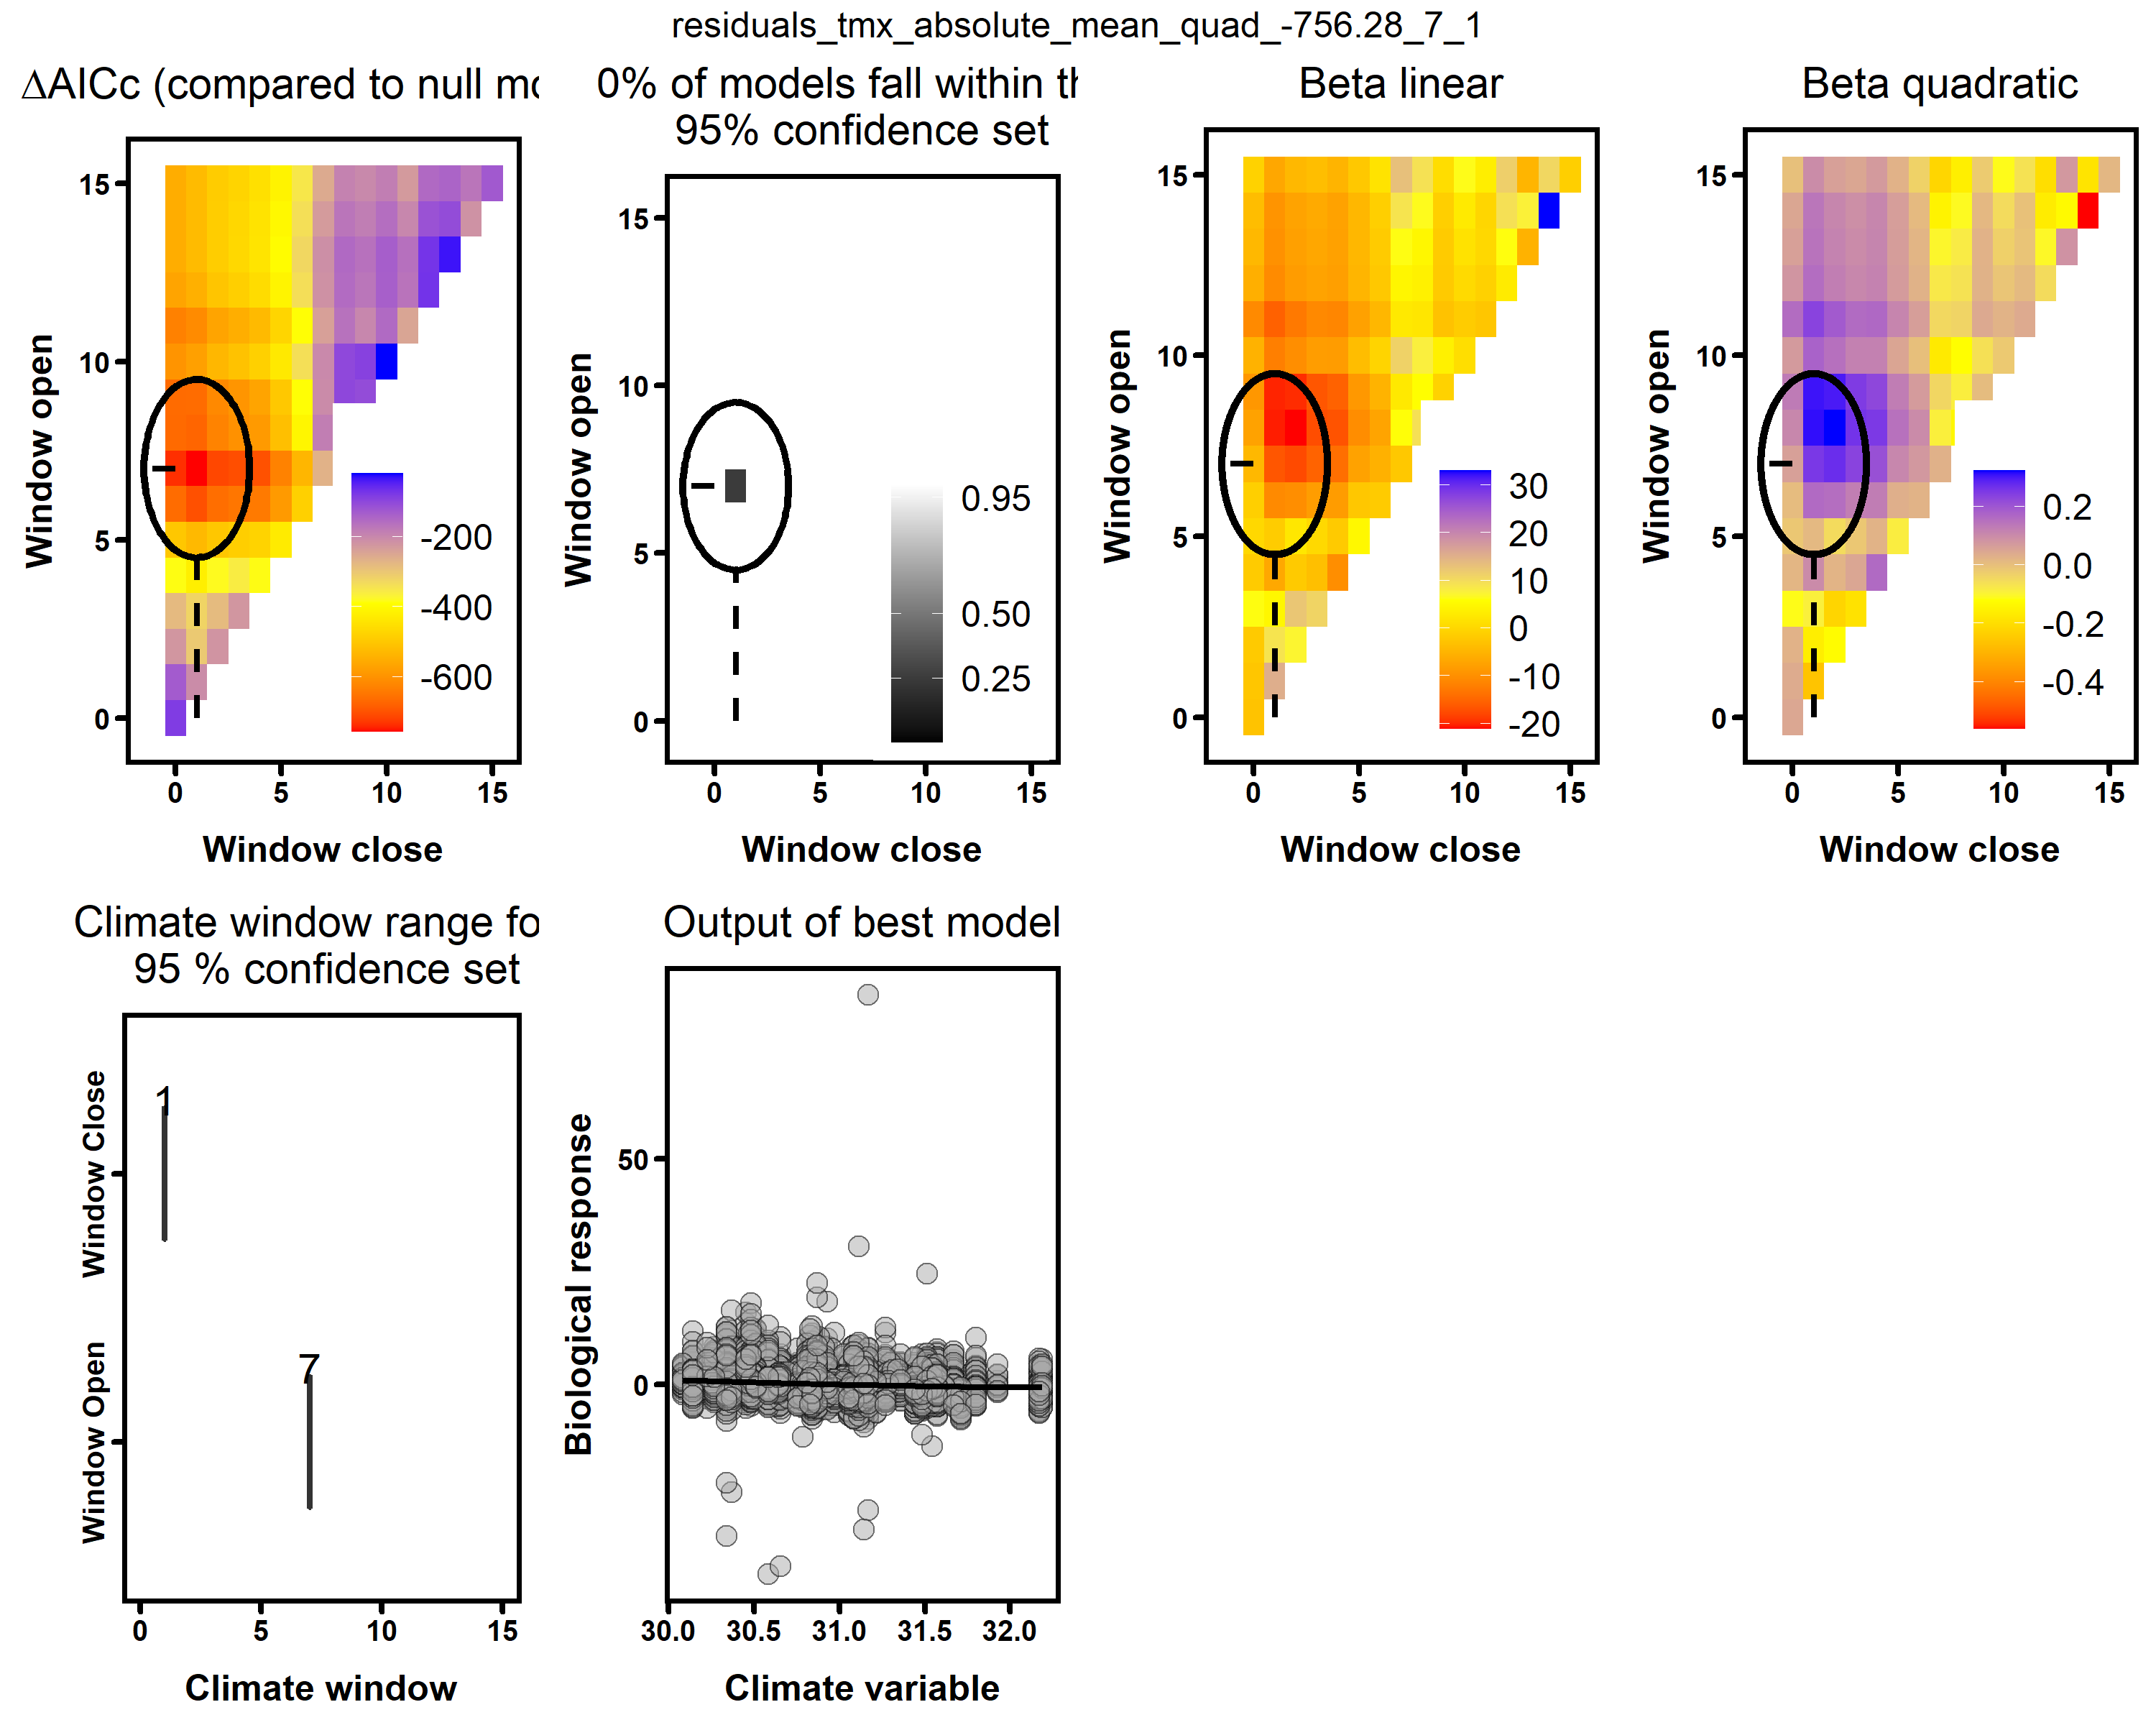 residuals_tmx_absolute_mean_quad_-756.28_7_1
ΔAICc (compared to null mo
Window open
15
10
5
0
-200
-400
-600
0 5 10 15
Window close
0% of models fall within th
95% confidence set
Window open
15
10
5
0
0.95
0.50
0.25
0 5 10 15
Window close
Beta linear
Window open
15
10
5
0
30
20
10
0
-10
-20
0 5 10 15
Window close
Beta quadratic
Window open
15
10
5
0
0.2
0.0
-0.2
-0.4
0 5 10 15
Window close
Climate window range fo
95 % confidence set
Window Close
Window Open
1
7
0 5 10 15
Climate window
Output of best model
Biological response
50
0
30.0 30.5 31.0 31.5 32.0
Climate variable